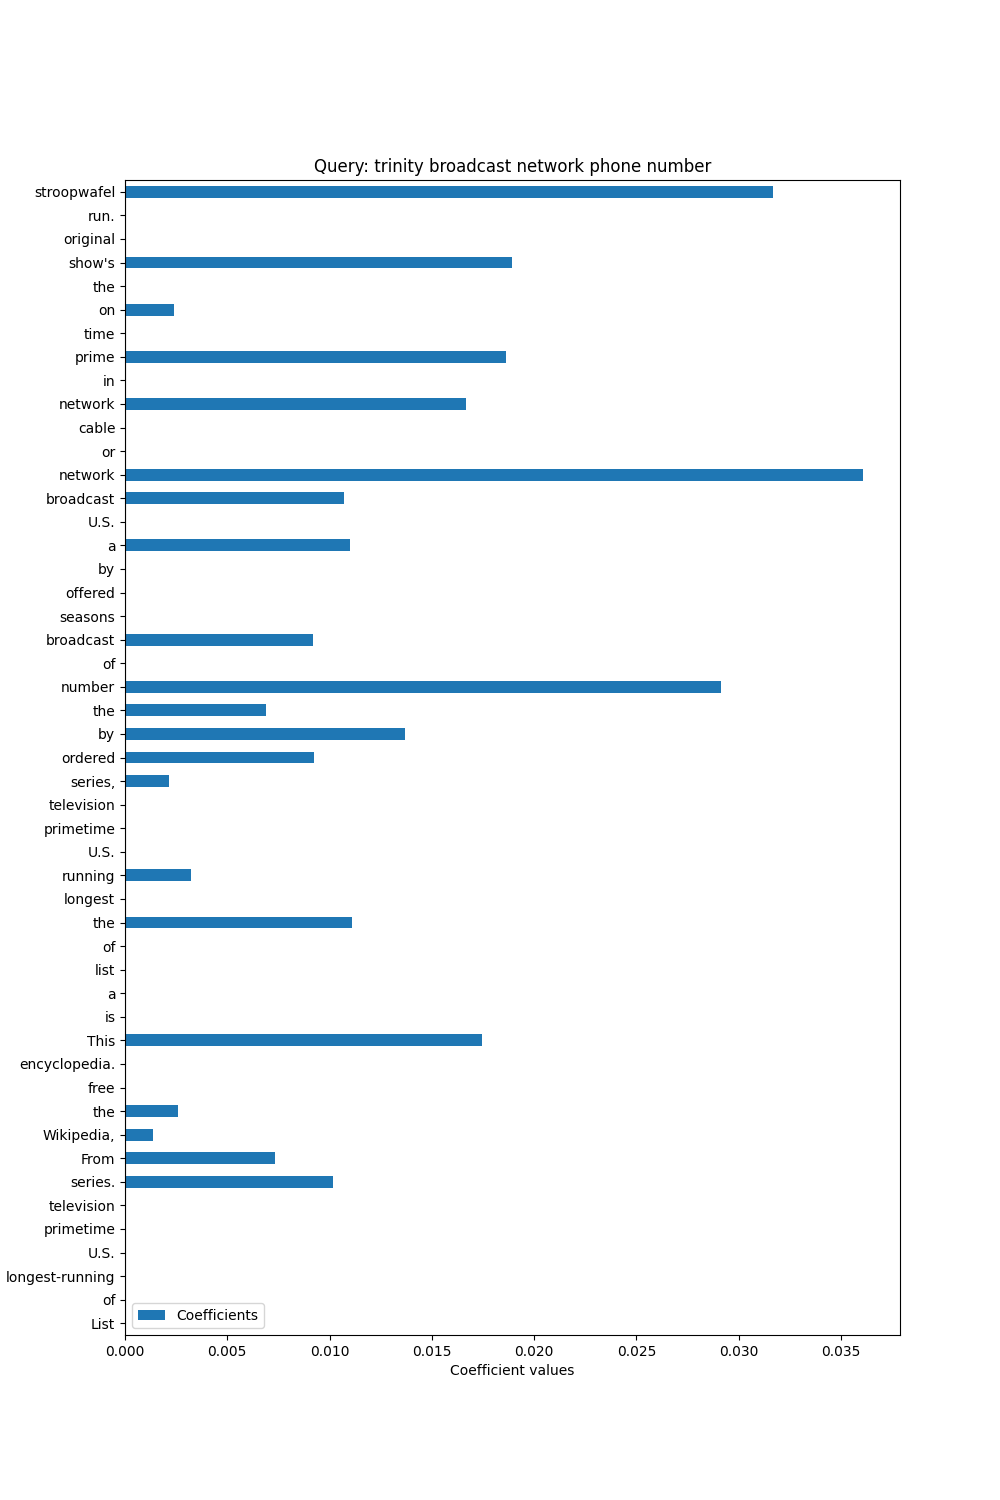 Query: trinity broadcast network phone number
stroopwafel
run.
original
show's
the
on
time
prime
in
network
cable
or
network
broadcast
U.S.
a
by
offered
seasons
broadcast
of
number
the
by
ordered
series,
television
primetime
U.S.
running
longest
the
of
list
a
is
This
encyclopedia.
free
the
Wikipedia,
From
series.
television
primetime
U.S.
longest-running
of
List
Coefficients
0.000 0.005 0.010 0.015 0.020 0.025 0.030 0.035
Coefficient values